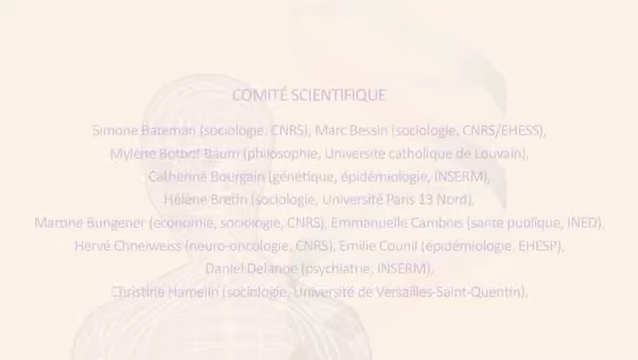 COMITÉ SCIENTIFIQUE
Simone Bateman (sociologie, CNRS), Marc Bessin (sociologie, CNRS/EHESS),
Mylène Botbol-Baum (philosophie, Université catholique de Louvain),
Catherine Bourgain (génétique, épidémiologie, INSERM),
Hélène Bretin (sociologie, Université Paris 13 Nord),
Martine Bungener (économie, sociologie, CNRS), Emmanuelle Cambois (santé publique, INED),
Hervé Chneiweiss (neuro-oncologie, CNRS), Emilie Counil (épidémiologie, EHESP),
Daniel Delanoë (psychiatrie, INSERM),
Christine Hamelin (sociologie, Université de Versailles-Saint-Quentin),